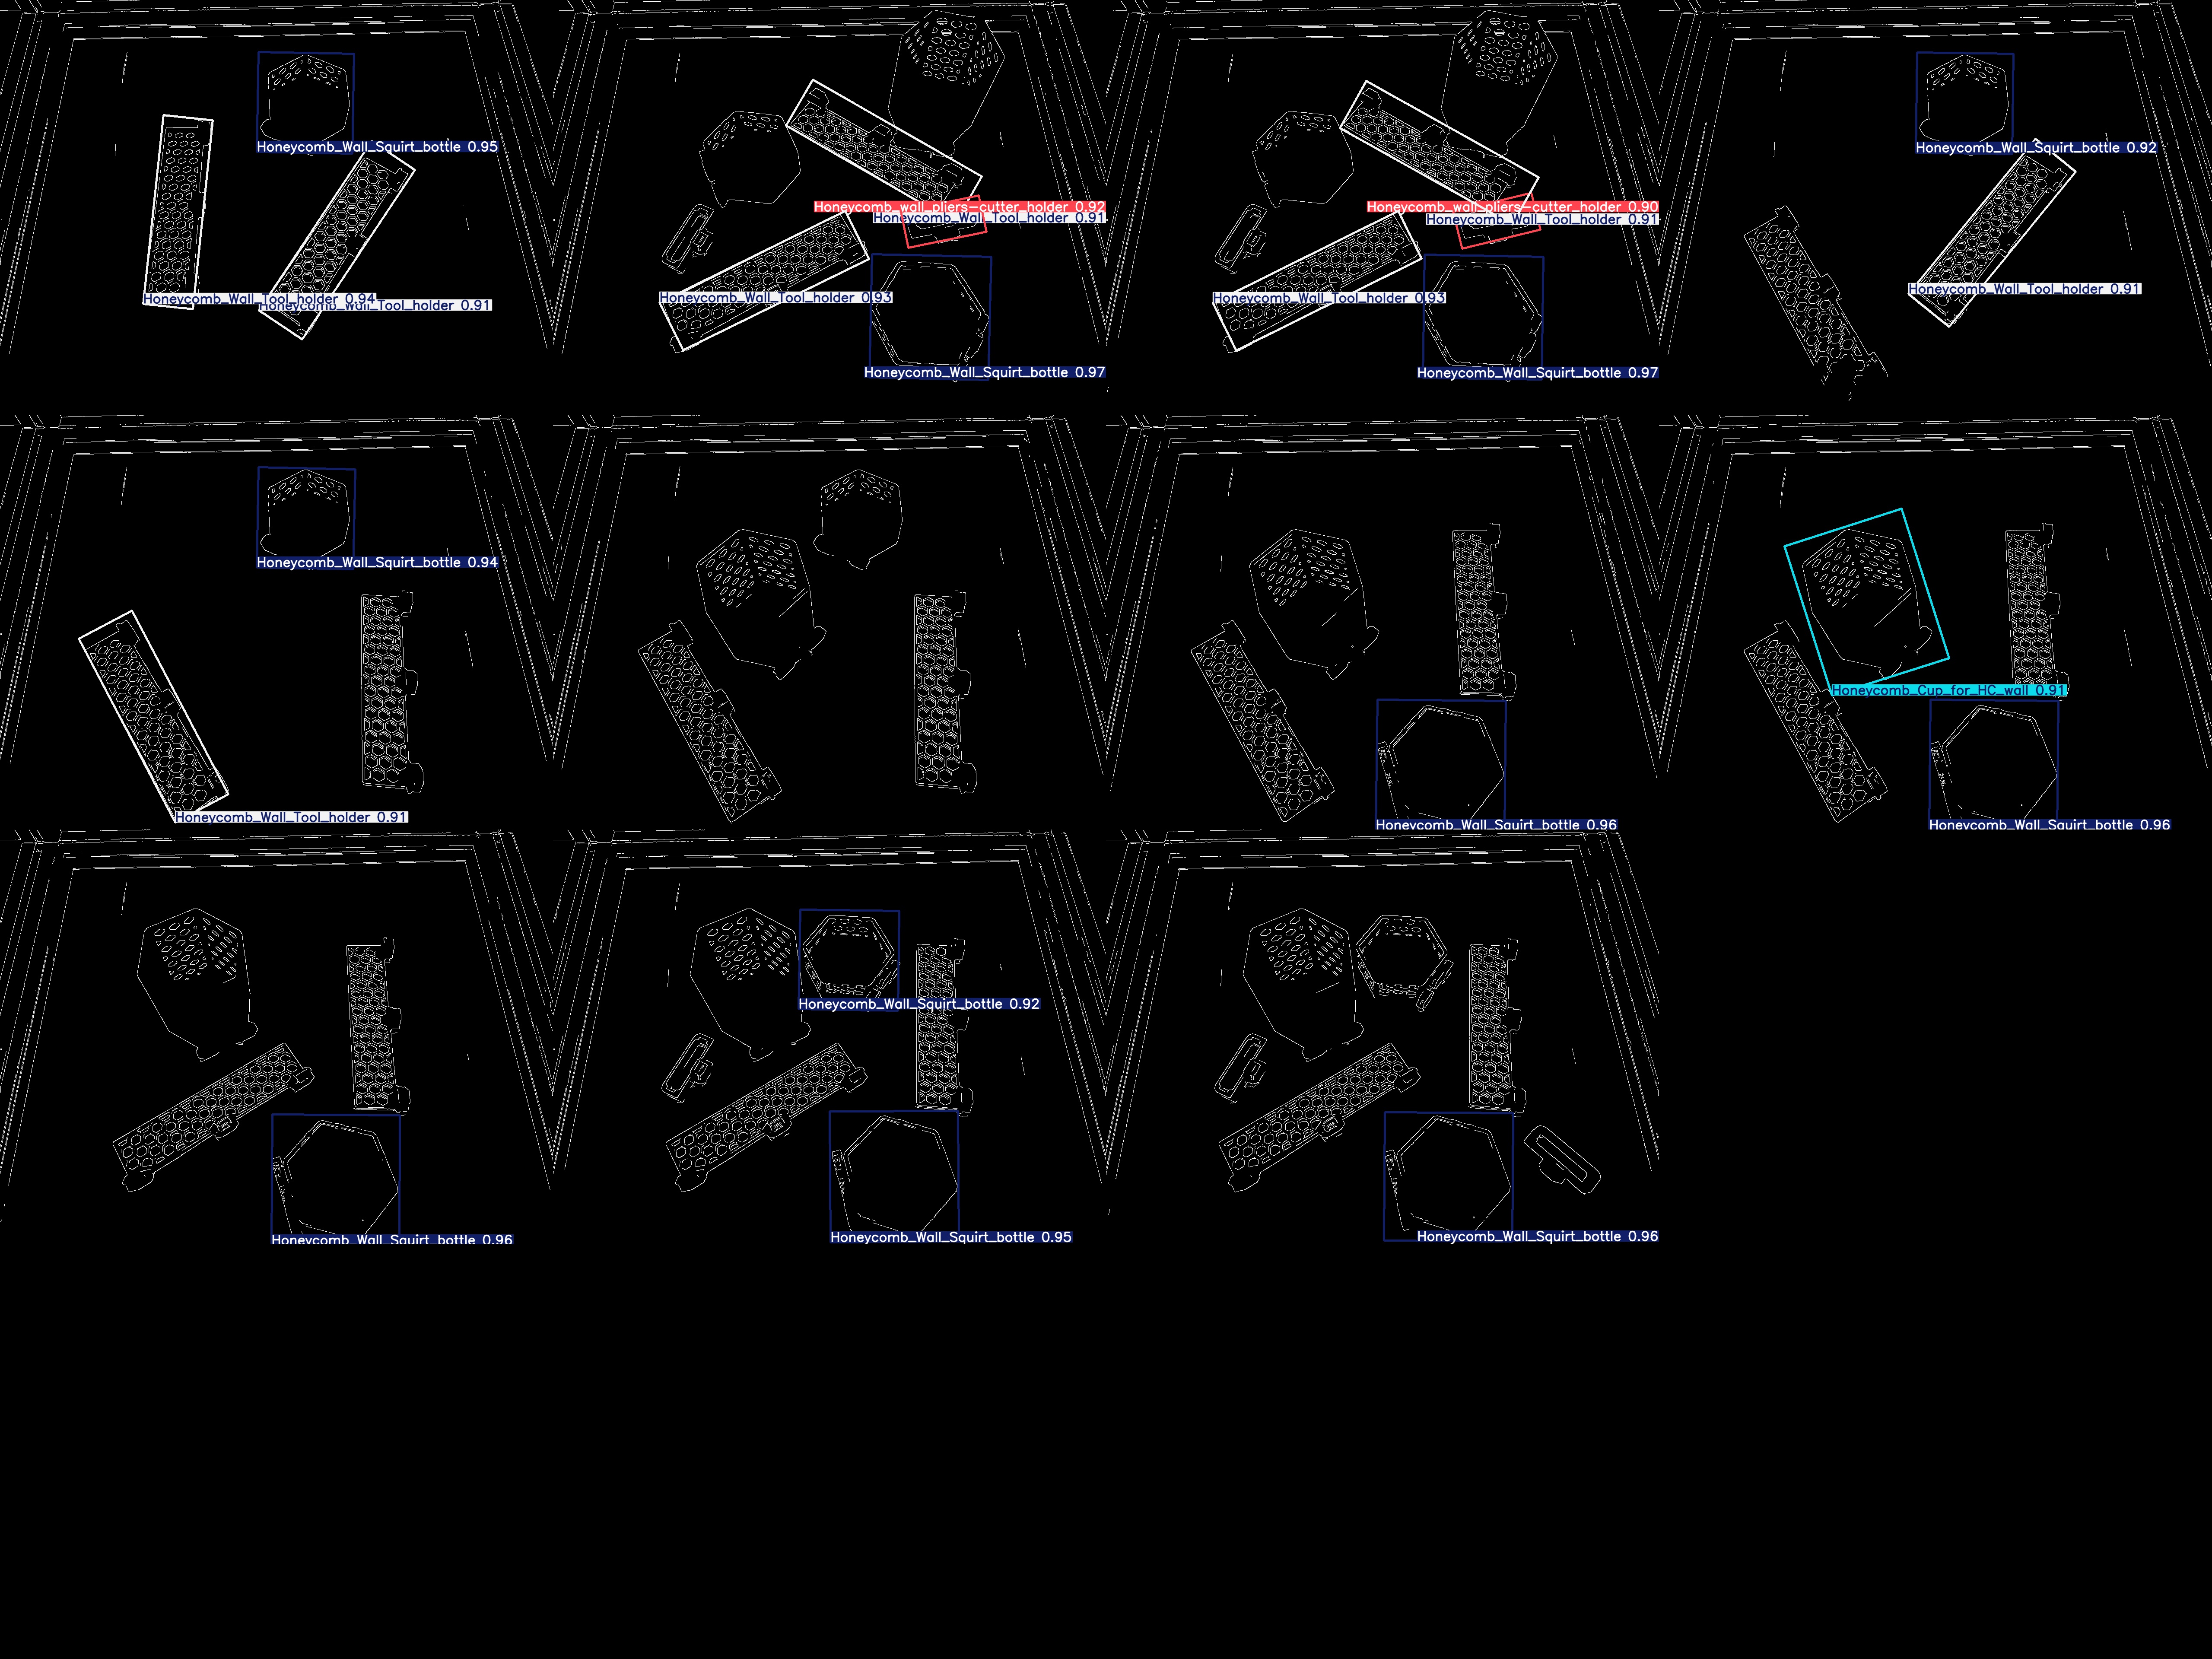 Honeycomb_Wall_Squirt_bottle 0.95
Honeycomb_Wall_Tool_holder 0.94
Honeycomb_Wall_Tool_holder 0.91
Honeycomb_wall_pliers-cutter_holder 0.92
Honeycomb_Wall_Tool_holder 0.91
Honeycomb_Wall_Tool_holder 0.93
Honeycomb_Wall_Squirt_bottle 0.97
Honeycomb_wall_pliers-cutter_holder 0.90
Honeycomb_Wall_Tool_holder 0.91
Honeycomb_Wall_Tool_holder 0.93
Honeycomb_Wall_Squirt_bottle 0.97
Honeycomb_Wall_Squirt_bottle 0.92
Honeycomb_Wall_Tool_holder 0.91
Honeycomb_Wall_Squirt_bottle 0.94
Honeycomb_Wall_Tool_holder 0.91
Honeycomb_Wall_Squirt_bottle 0.96
Honeycomb_Cup_for_HC_wall 0.91
Honeycomb_Wall_Squirt_bottle 0.96
Honeycomb_Wall_Squirt_bottle 0.96
Honeycomb_Wall_Squirt_bottle 0.92
Honeycomb_Wall_Squirt_bottle 0.95
Honeycomb_Wall_Squirt_bottle 0.96